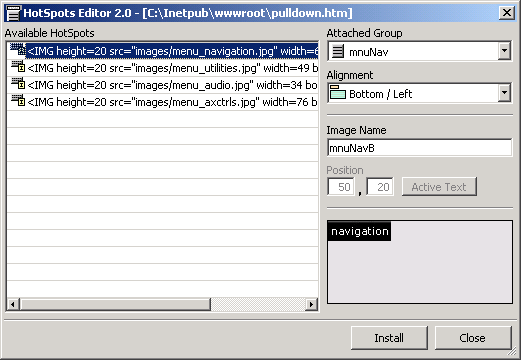 HotSpots Editor 2.0 - [C:\Inetpub\wwwroot\pulldown.htm]
Available HotSpots
<IMG height=20 src="images/menu_navigation.jpg" width=6
<IMG height=20 src="images/menu_utilities.jpg" width=49 bo
<IMG height=20 src="images/menu_audio.jpg" width=34 bo
<IMG height=20 src="images/menu_axctrls.jpg" width=76 b
Attached Group
mnuNav
Alignment
Bottom / Left
Image Name
mnuNavB
Position
50 , 20 Active Text
navigation
Install Close